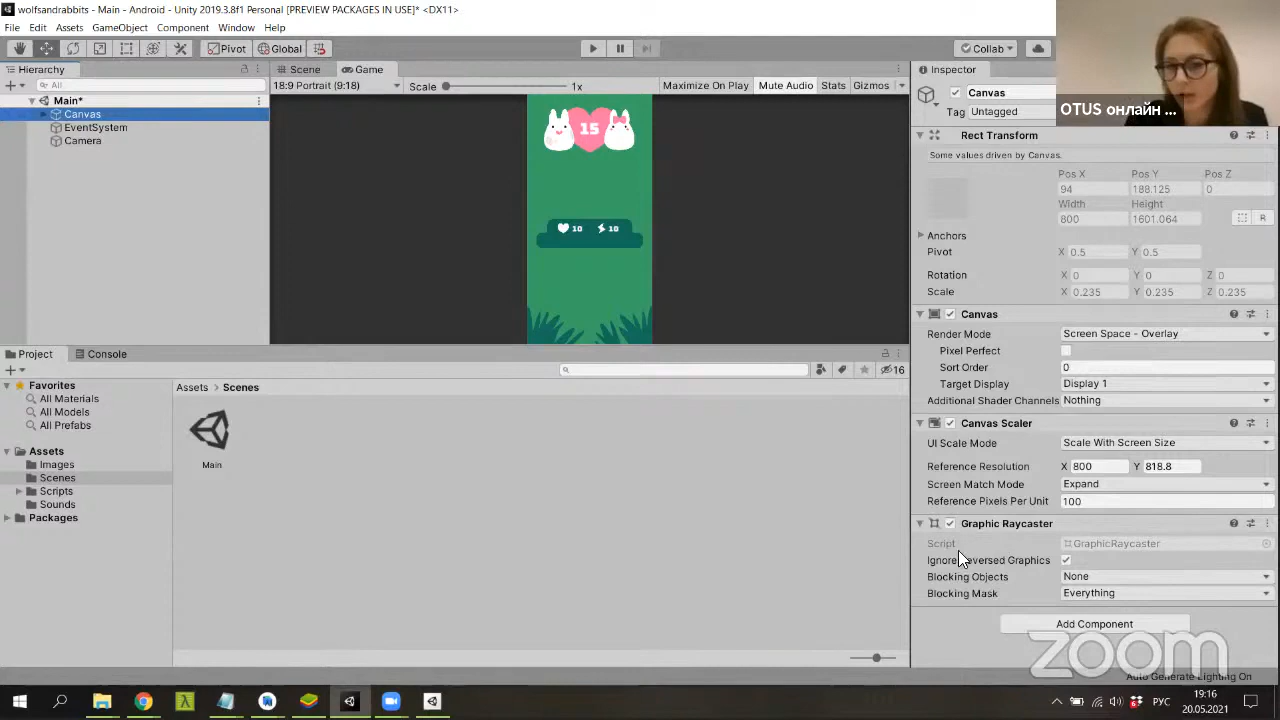 wolfsandrabbits - Main - Android - Unity 2019.3.8f1 Personal [PREVIEW PACKAGES IN USE]* <DX11>
File Edit Assets GameObject Component Window Help
Pivot Global Collab
Hierarchy
All
Main*
Canvas
EventSystem
Camera
Scene Game
18:9 Portrait (9:18) Scale 1x Maximize On Play Mute Audio Stats Gizmos
15
10 10
Inspector
Canvas
Tag Untagged
OTUS онлайн ...
Rect Transform
Some values driven by Canvas.
Pos X Pos Y Pos Z
94 188.125 0
Width Height
800 1601.064 R
Anchors
Pivot X 0.5 Y 0.5
Rotation X 0 Y 0 Z 0
Scale X 0.235 Y 0.235 Z 0.235
Canvas
Render Mode Screen Space - Overlay
Pixel Perfect
Sort Order 0
Target Display Display 1
Additional Shader Channels Nothing
Canvas Scaler
UI Scale Mode Scale With Screen Size
Reference Resolution X 800 Y 818.8
Screen Match Mode Expand
Reference Pixels Per Unit 100
Graphic Raycaster
Script GraphicRaycaster
Ignore Reversed Graphics
Blocking Objects None
Blocking Mask Everything
Add Component
zoom
Auto Generate Lighting On
Project Console
16
Favorites
All Materials
All Models
All Prefabs
Assets
Images
Scenes
Scripts
Sounds
Packages
Assets > Scenes
Main
РУС
19:16
20.05.2021